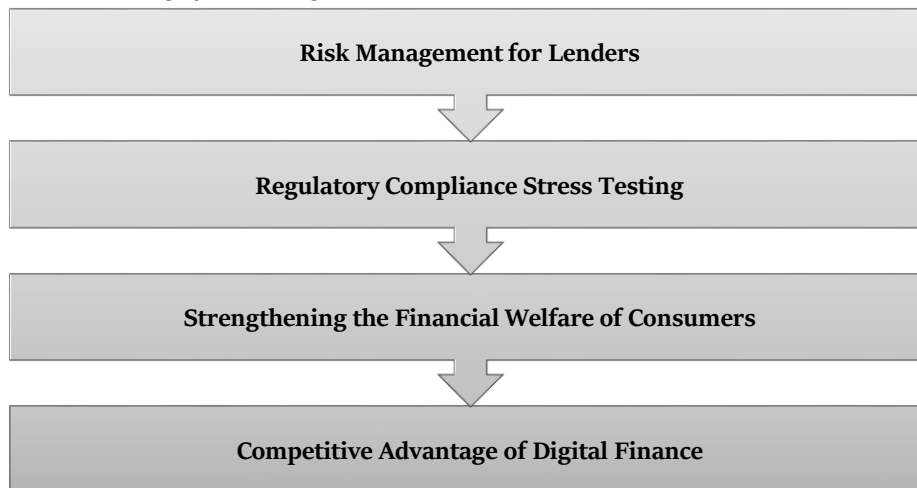 Risk Management for Lenders
Regulatory Compliance Stress Testing
Strengthening the Financial Welfare of Consumers
Competitive Advantage of Digital Finance